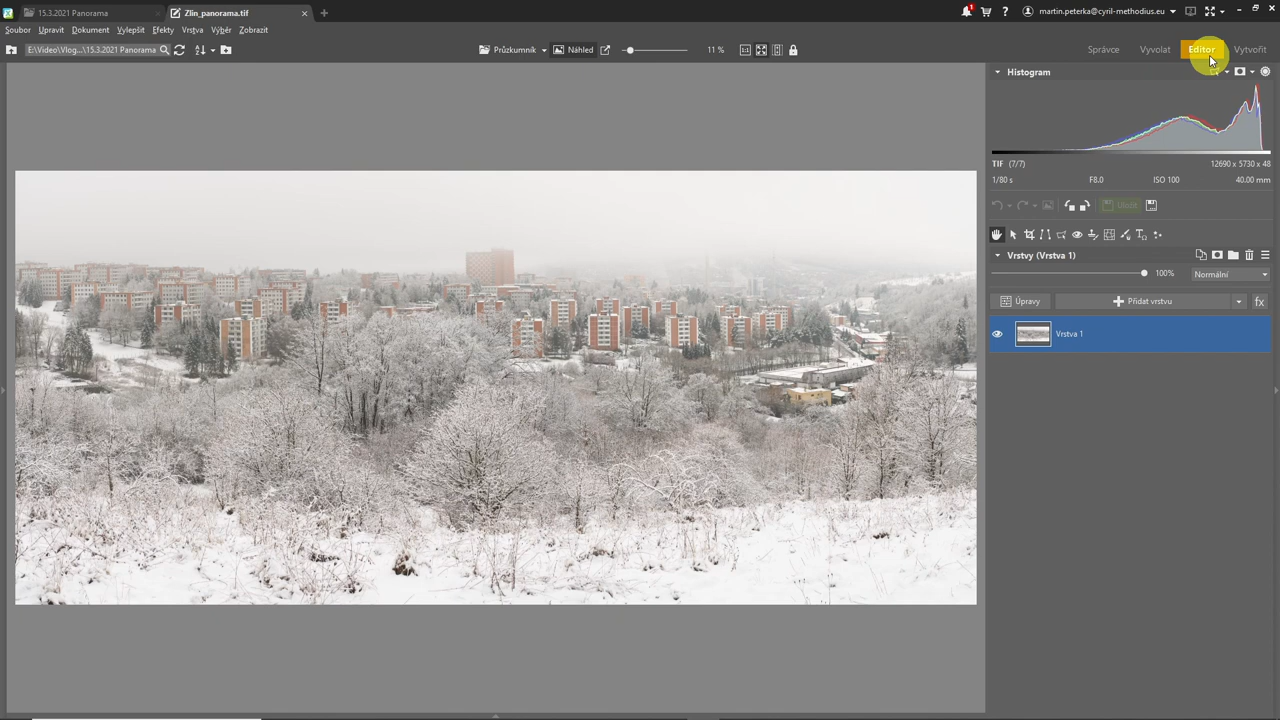 15.3.2021 Panorama
Zlin_panorama.tif
martin.peterka@cyril-methodius.eu
Soubor Upravit Dokument Vylepšit Efekty Vrstva Výběr Zobrazit
E:\Video\Vlog...\15.3.2021 Panorama
Průzkumník
Náhled
11 %
Správce
Vyvolat
Editor
Vytvořit
Histogram
TIF (7/7)
12690 x 5730 x 48
1/80 s
F8.0
ISO 100
40.00 mm
Uložit
Vrstvy (Vrstva 1)
100%
Normální
Úpravy
Přidat vrstvu
fx
Vrstva 1